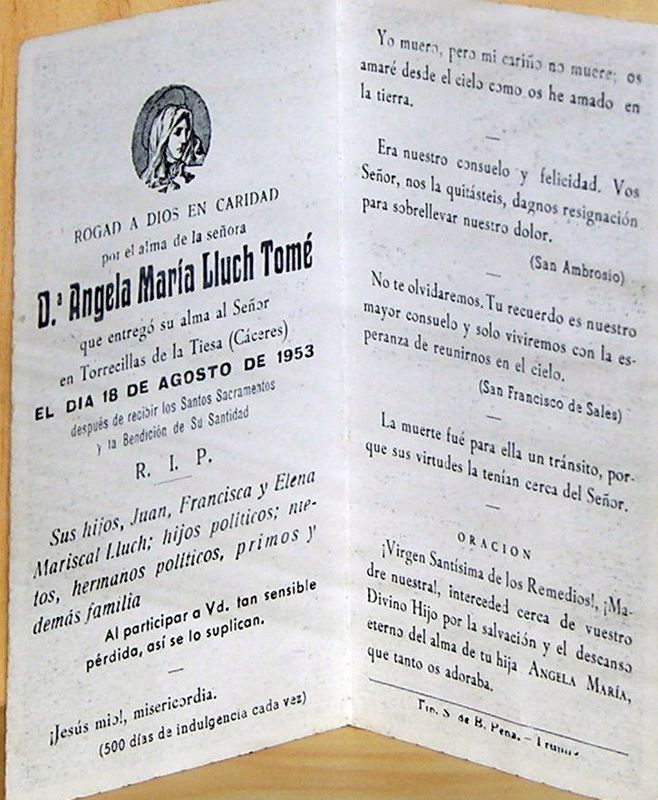 ROGAD A DIOS EN CARIDAD
por el alma de la señora
D.ª Angela María Lluch Tomé
que entregó su alma al Señor
en Torrecillas de la Tiesa (Cáceres)
EL DIA 18 DE AGOSTO DE 1953
después de recibir los Santos Sacramentos
y la Bendición de Su Santidad
R. I. P.
Sus hijos, Juan, Francisca y Elena
Mariscal Lluch; hijos políticos; nie-
tos, hermanos políticos, primos y
demás familia
Al participar a Vd. tan sensible
pérdida, así se lo suplican.
¡Jesús mio!, misericordia.
(500 días de indulgencia cada vez)
Yo muero, pero mi cariño no muere; os
amaré desde el cielo como os he amado en
la tierra.
Era nuestro consuelo y felicidad. Vos
Señor, nos la quitásteis, dagnos resignación
para sobrellevar nuestro dolor.
(San Ambrosio)
No te olvidaremos. Tu recuerdo es nuestro
mayor consuelo y solo viviremos con la es-
peranza de reunirnos en el cielo.
(San Francisco de Sales)
La muerte fué para ella un tránsito, por-
que sus virtudes la tenían cerca del Señor.
ORACION
¡Virgen Santísima de los Remedios!, ¡Ma-
dre nuestra!, interceded cerca de vuestro
Divino Hijo por la salvación y el descanso
eterno del alma de tu hija ANGELA MARÍA,
que tanto os adoraba.
Tip. S. de B. Peña.-